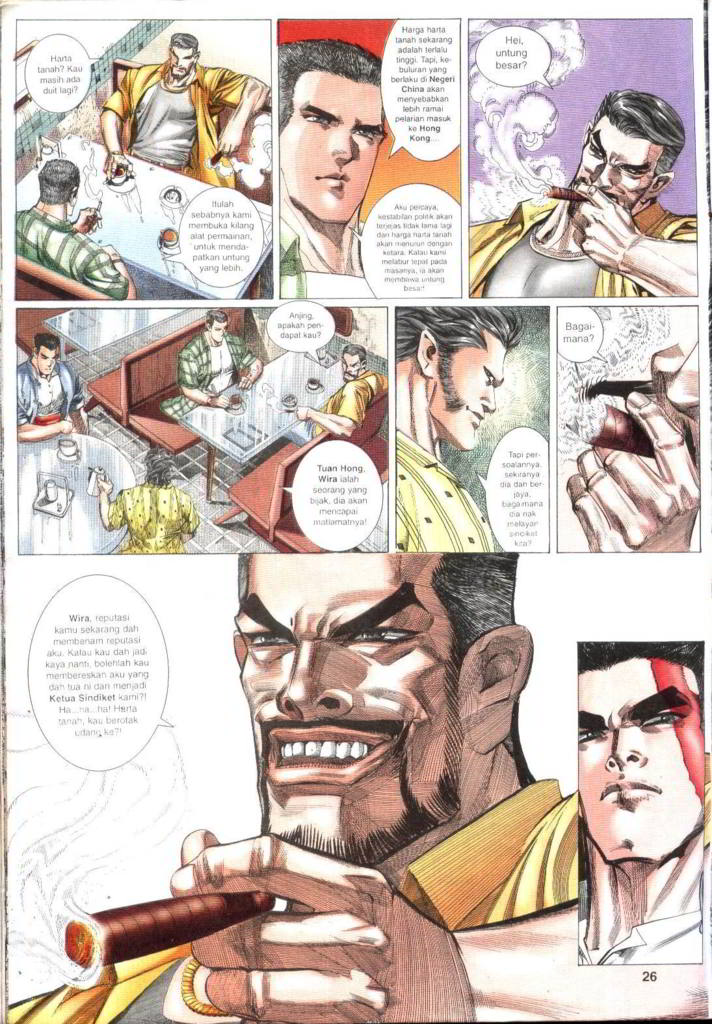 Harta
tanah? Kau
masih ada
duit lagi?
Itulah
sebabnya kami
membuka kilang
alat permainan,
untuk menda-
patkan untung
yang lebih.
Harga harta
tanah sekarang
adalah terlalu
tinggi. Tapi, ke-
buluran yang
berlaku di Negeri
China akan
menyebabkan
lebih ramai
pelarian masuk
ke Hong
Kong...
Aku percaya,
kestabilan politik akan
terjejas tidak lama lagi
dan harga harta tanah
akan menurun dengan
ketara. Kalau kami
melabur tepat pada
masanya, ia akan
membawa untung
besar!
Hei,
untung
besar?
Anjing,
apakah pen-
dapat kau?
Tuan Hong,
Wira ialah
seorang yang
bijak, dia akan
mencapai
matlamatnya!
Tapi per-
soalannya,
sekiranya
dia dan ber-
jaya,
bagaimana
dia nak
melayan
sindiket
kita?
Bagai-
mana?
Wira, reputasi
kamu sekarang dah
membenam reputasi
aku. Kalau kau dah jadi
kaya nanti, bolehlah kau
membereskan aku yang
dah tua ni dan menjadi
Ketua Sindiket kami?!
Ha...ha...ha! Harta
tanah, kau berotak
udang ke?!
26